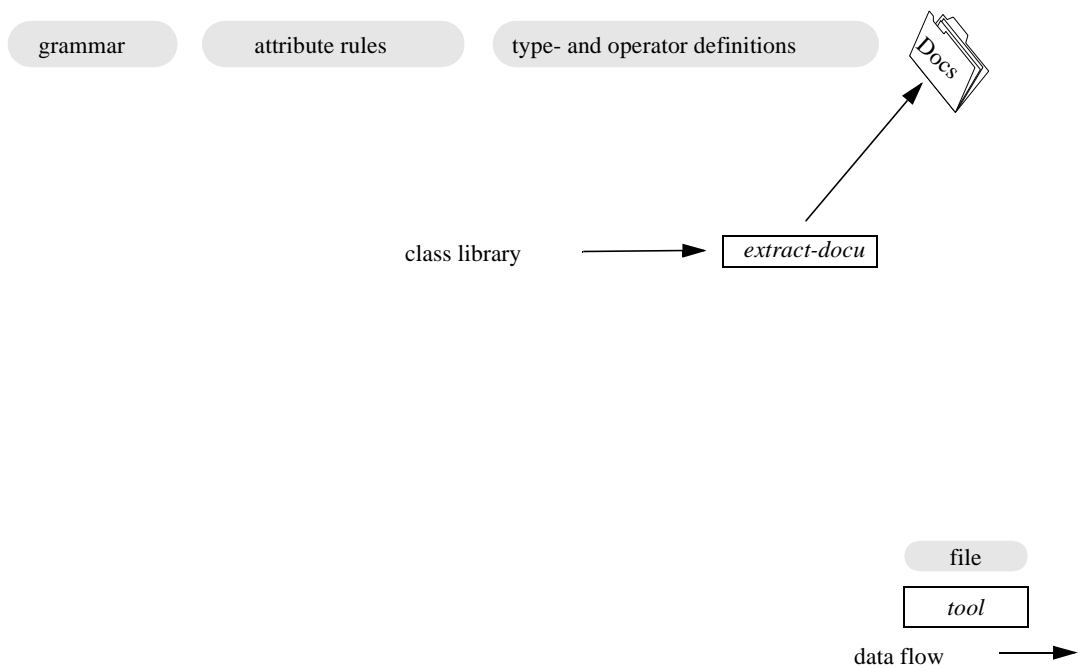 grammar
attribute rules
type- and operator definitions
Docs
class library
extract-docu
file
tool
data flow